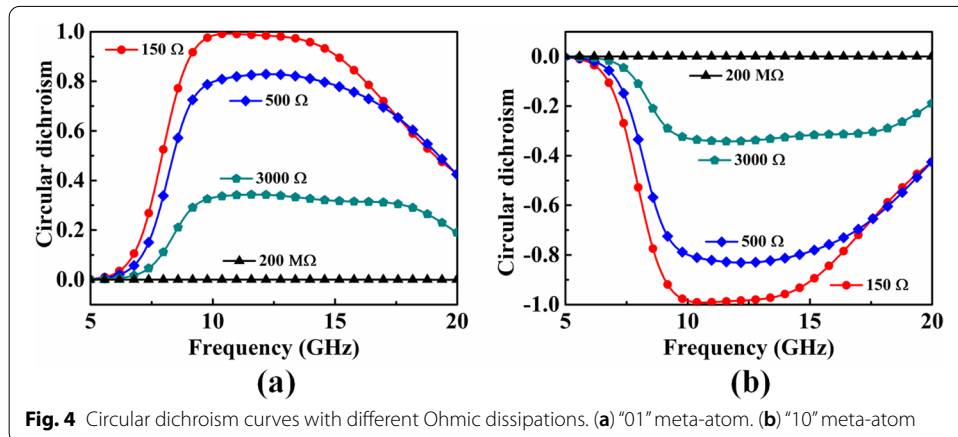 1.0
0.8
0.6
0.4
0.2
0.0
Circular dichroism
150 Ω
500 Ω
3000 Ω
200 MΩ
5 10 15 20
Frequency (GHz)
(a)
-0.0
-0.2
-0.4
-0.6
-0.8
-1.0
Circular dichroism
200 MΩ
3000 Ω
500 Ω
150 Ω
5 10 15 20
Frequency (GHz)
(b)
Fig. 4 Circular dichroism curves with different Ohmic dissipations. (a) “01” meta-atom. (b) “10” meta-atom